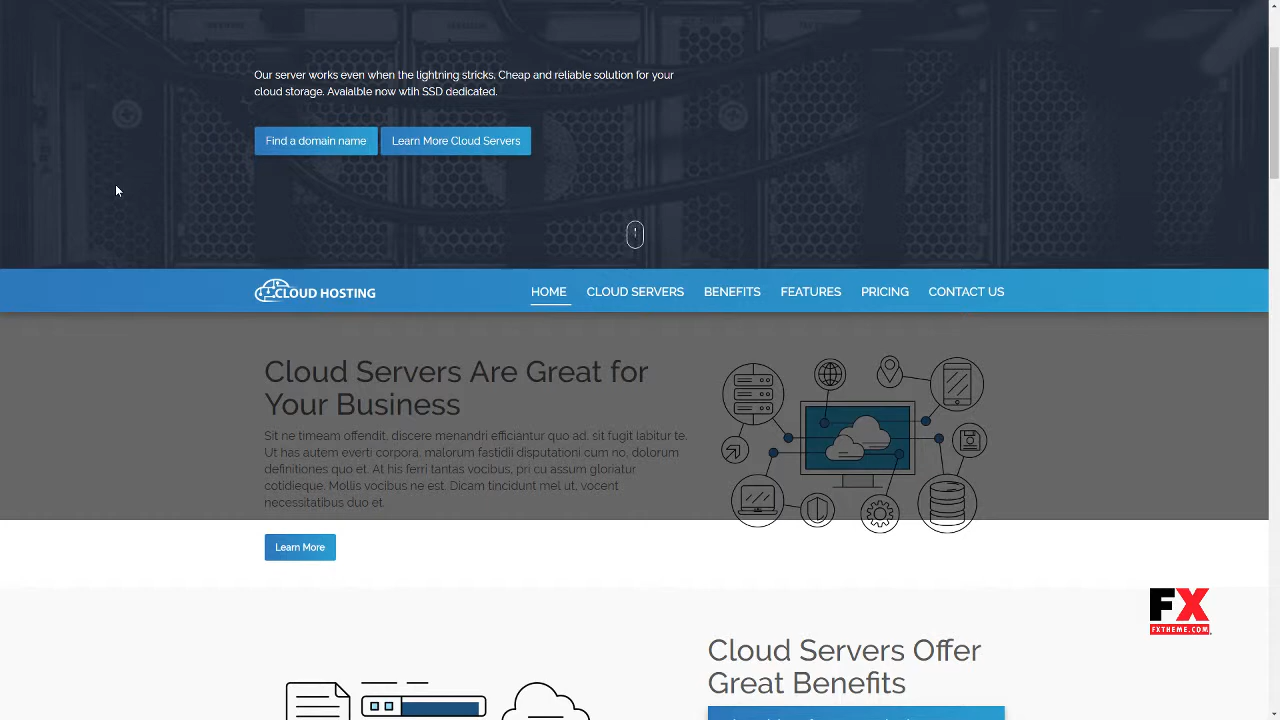 Our server works even when the lightning stricks. Cheap and reliable solution for your
cloud storage. Avaialble now wtih SSD dedicated.
Find a domain name
Learn More Cloud Servers
CLOUD HOSTING
HOME
CLOUD SERVERS
BENEFITS
FEATURES
PRICING
CONTACT US
Cloud Servers Are Great for
Your Business
Sit ne timeam offendit, discere menandri efficiantur quo ad, sit fugit labitur te.
Ut has autem everti corpora, malorum fastidii disputationi cum no, dolorum
definitiones quo et. At his ferri tantas vocibus, pri cu assum gloriatur
cotidieque. Mollis vocibus ne est. Dicam tincidunt mel ut, vocent
necessitatibus duo et.
Learn More
FX
FXTHEME.COM
Cloud Servers Offer
Great Benefits